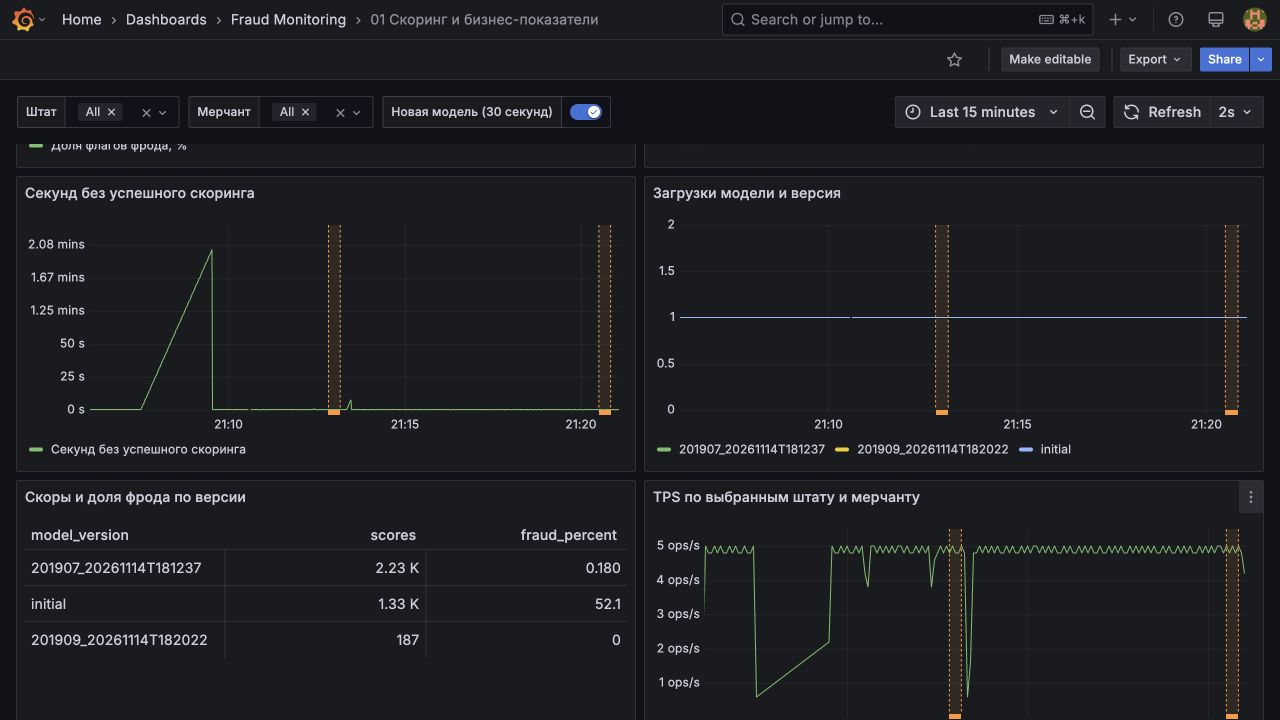 Home › Dashboards › Fraud Monitoring › 01 Скоринг и бизнес-показатели
Search or jump to... ⌘+k
Make editable Export Share
Штат All Мерчант All Новая модель (30 секунд) Last 15 minutes Refresh 2s
Доля флагов фрода, %
Секунд без успешного скоринга
2.08 mins
1.67 mins
1.25 mins
50 s
25 s
0 s
21:10 21:15 21:20
Секунд без успешного скоринга
Загрузки модели и версия
2
1.5
1
0.5
0
21:10 21:15 21:20
201907_20261114T181237 201909_20261114T182022 initial
Скоры и доля фрода по версии
model_version scores fraud_percent
201907_20261114T181237 2.23 K 0.180
initial 1.33 K 52.1
201909_20261114T182022 187 0
TPS по выбранным штату и мерчанту
5 ops/s
4 ops/s
3 ops/s
2 ops/s
1 ops/s